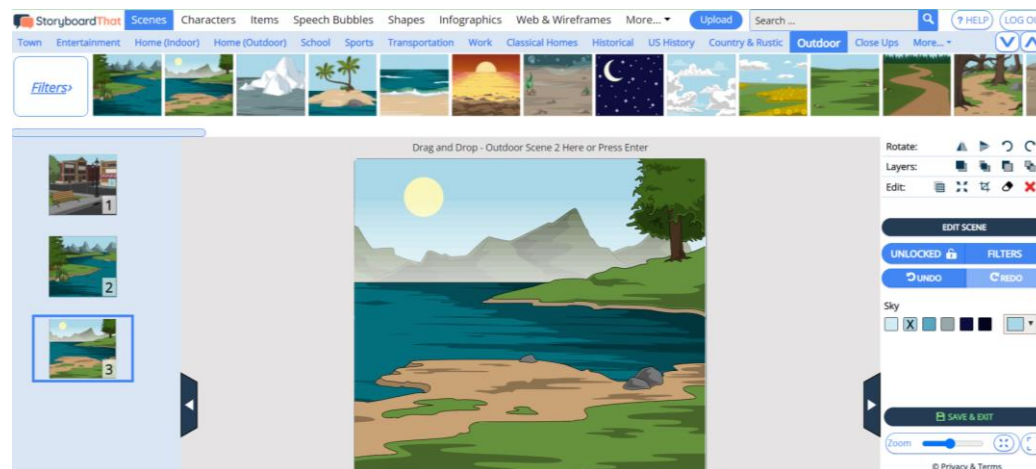 StoryboardThat Scenes Characters Items Speech Bubbles Shapes Infographics Web & Wireframes More... Upload Search ... ? HELP LOG OU
Town Entertainment Home (Indoor) Home (Outdoor) School Sports Transportation Work Classical Homes Historical US History Country & Rustic Outdoor Close Ups More...
Filters›
Drag and Drop - Outdoor Scene 2 Here or Press Enter
Rotate:
Layers:
Edit:
1
EDIT SCENE
UNLOCKED FILTERS
UNDO REDO
2
Sky
X
3
SAVE & EXIT
Zoom
© Privacy & Terms